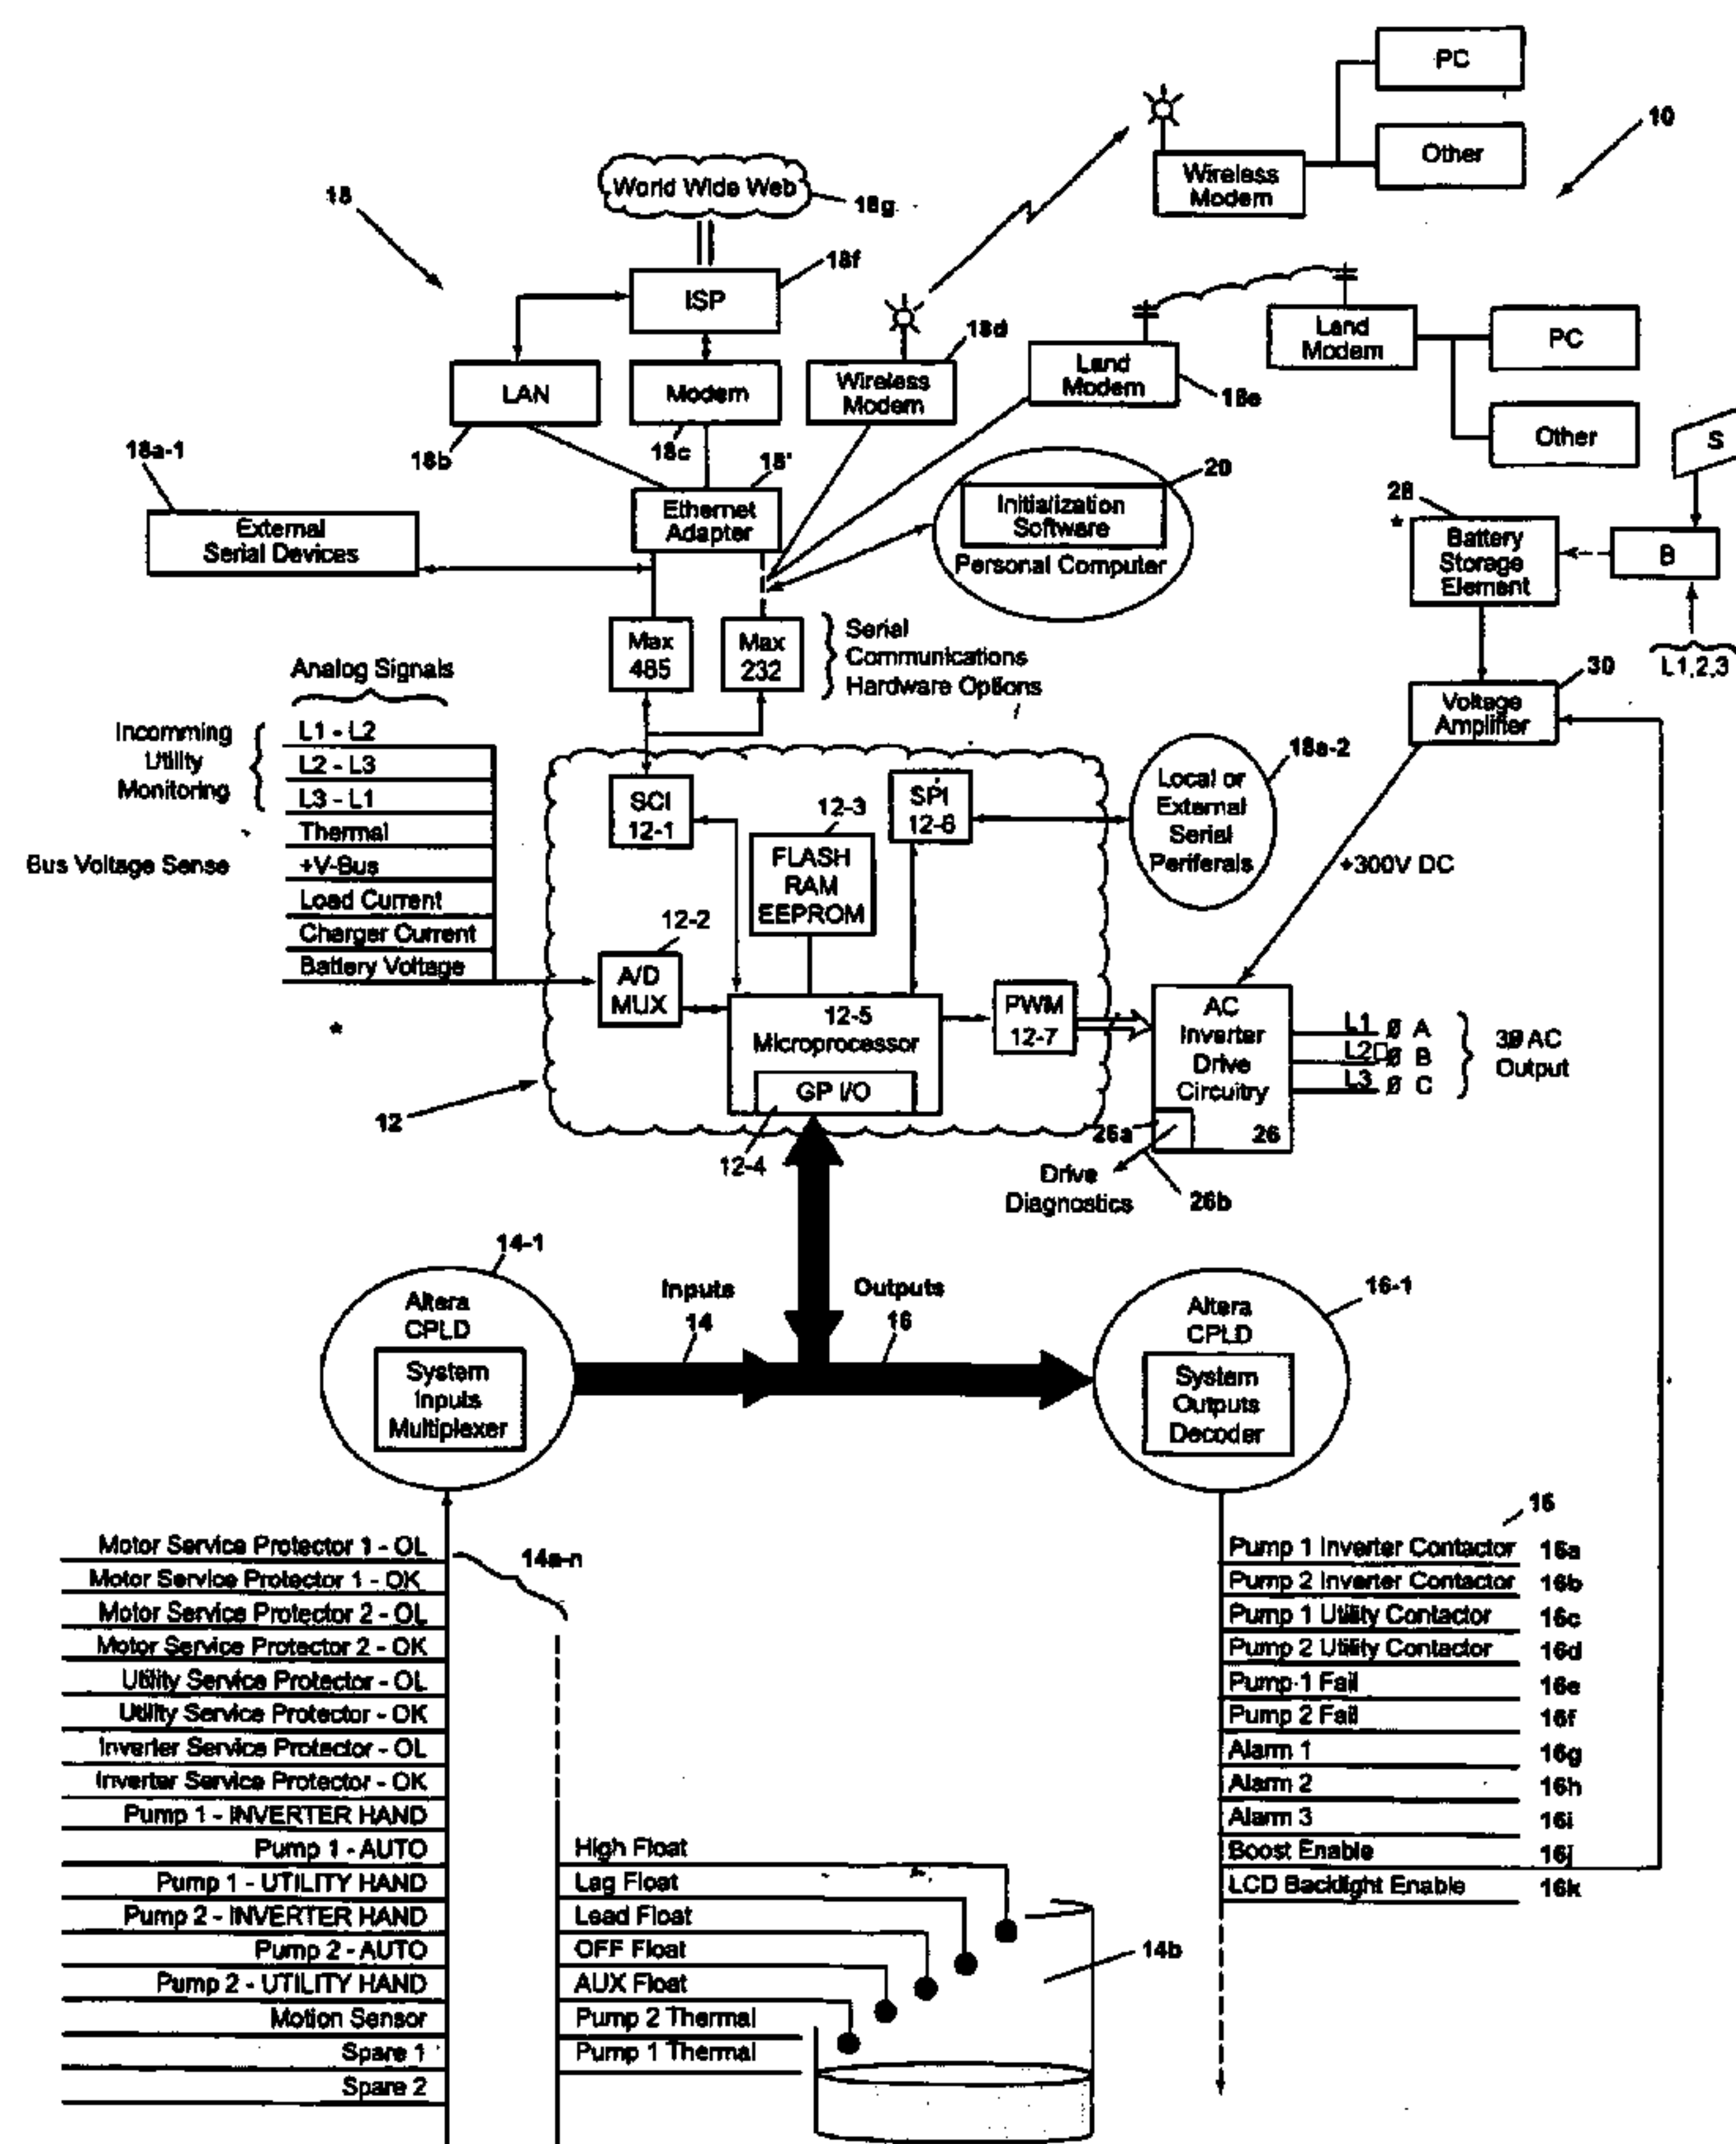 PC
Other
Wireless
Modem
10
18
World Wide Web
18g
ISP
18f
LAN
18b
Modem
18c
Wireless
Modem
18d
Land
Modem
18e
Land
Modem
PC
Other
S
18a-1
External
Serial Devices
18'
Ethernet
Adapter
20
Initialization
Software
Personal Computer
28
*
Battery
Storage
Element
B
L1,2,3
Max
485
Max
232
Serial
Communications
Hardware Options
30
Voltage
Amplifier
Analog Signals
Incomming
Utility
Monitoring
L1 - L2
L2 - L3
L3 - L1
Thermal
Bus Voltage Sense
+V-Bus
Load Current
Charger Current
Battery Voltage
*
SCI
12-1
12-3
FLASH
RAM
EEPROM
SPI
12-6
18a-2
Local or
External
Serial
Periferals
+300V DC
12-2
A/D
MUX
12-5
Microprocessor
GP I/O
12-4
PWM
12-7
12
AC
Inverter
Drive
Circuitry
26
26a
26b
Drive
Diagnostics
L1 Ø A
L2□Ø B
L3 Ø C
3Ø AC
Output
14-1
Altera
CPLD
System
Inputs
Multiplexer
Inputs
14
Outputs
16
16-1
Altera
CPLD
System
Outputs
Decoder
Motor Service Protector 1 - OL
Motor Service Protector 1 - OK
Motor Service Protector 2 - OL
Motor Service Protector 2 - OK
Utility Service Protector - OL
Utility Service Protector - OK
Inverter Service Protector - OL
Inverter Service Protector - OK
Pump 1 - INVERTER HAND
Pump 1 - AUTO
Pump 1 - UTILITY HAND
Pump 2 - INVERTER HAND
Pump 2 - AUTO
Pump 2 - UTILITY HAND
Motion Sensor
Spare 1
Spare 2
14a-n
High Float
Lag Float
Lead Float
OFF Float
AUX Float
Pump 2 Thermal
Pump 1 Thermal
14b
16
Pump 1 Inverter Contactor 16a
Pump 2 Inverter Contactor 16b
Pump 1 Utility Contactor 16c
Pump 2 Utility Contactor 16d
Pump 1 Fail 16e
Pump 2 Fail 16f
Alarm 1 16g
Alarm 2 16h
Alarm 3 16i
Boost Enable 16j
LCD Backlight Enable 16k